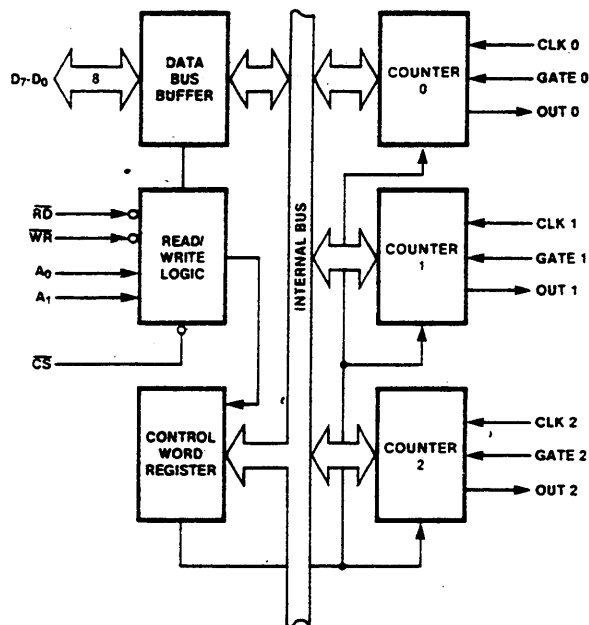 D7-D0
8
DATA
BUS
BUFFER
COUNTER
0
CLK 0
GATE 0
OUT 0
RD
WR
A0
A1
CS
READ/
WRITE
LOGIC
INTERNAL BUS
COUNTER
1
CLK 1
GATE 1
OUT 1
CONTROL
WORD
REGISTER
COUNTER
2
CLK 2
GATE 2
OUT 2